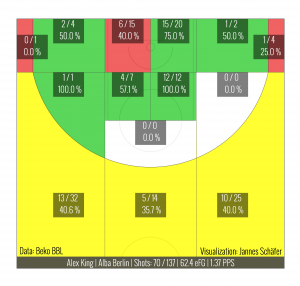 2 / 4
50.0 %
6 / 15
40.0 %
15 / 20
75.0 %
1 / 2
50.0 %
0 / 1
0.0 %
1 / 4
25.0 %
1 / 1
100.0 %
4 / 7
57.1 %
12 / 12
100.0 %
0 / 0
0.0 %
0 / 0
0.0 %
13 / 32
40.6 %
5 / 14
35.7 %
10 / 25
40.0 %
Data: Beko BBL
Visualization: Jannes Schäfer
Alex King | Alba Berlin | Shots: 70 / 137 | 62.4 eFG | 1.37 PPS